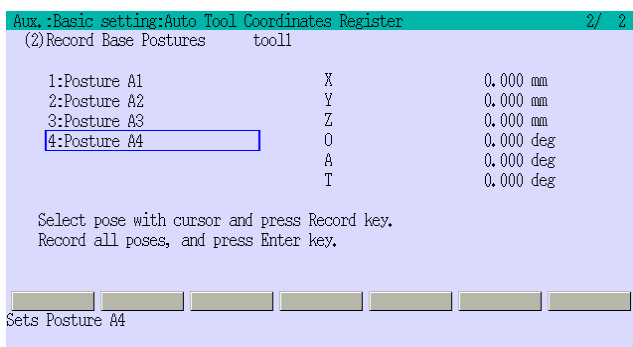 Aux.:Basic setting:Auto Tool Coordinates Register 2/ 2
(2)Record Base Postures tool1
1:Posture A1 X 0.000 mm
2:Posture A2 Y 0.000 mm
3:Posture A3 Z 0.000 mm
4:Posture A4 O 0.000 deg
A 0.000 deg
T 0.000 deg
Select pose with cursor and press Record key.
Record all poses, and press Enter key.
Sets Posture A4